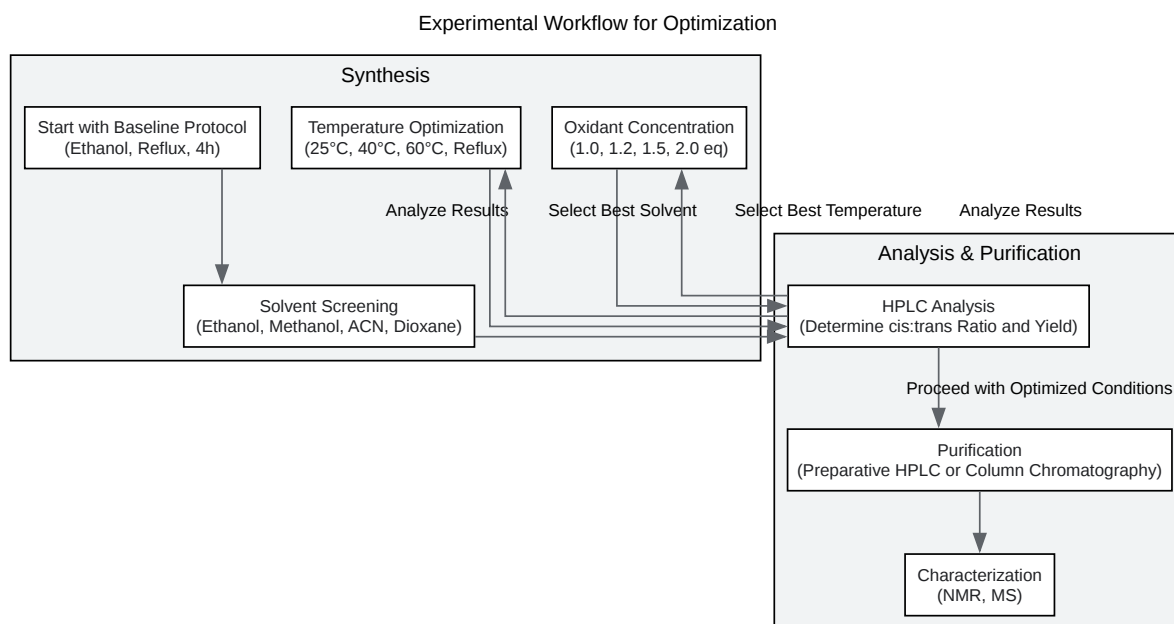 Experimental Workflow for Optimization
Synthesis
Start with Baseline Protocol
(Ethanol, Reflux, 4h)
Temperature Optimization
(25°C, 40°C, 60°C, Reflux)
Oxidant Concentration
(1.0, 1.2, 1.5, 2.0 eq)
Analyze Results
Select Best Solvent
Select Best Temperature
Analyze Results
Analysis & Purification
Solvent Screening
(Ethanol, Methanol, ACN, Dioxane)
HPLC Analysis
(Determine cis:trans Ratio and Yield)
Proceed with Optimized Conditions
Purification
(Preparative HPLC or Column Chromatography)
Characterization
(NMR, MS)